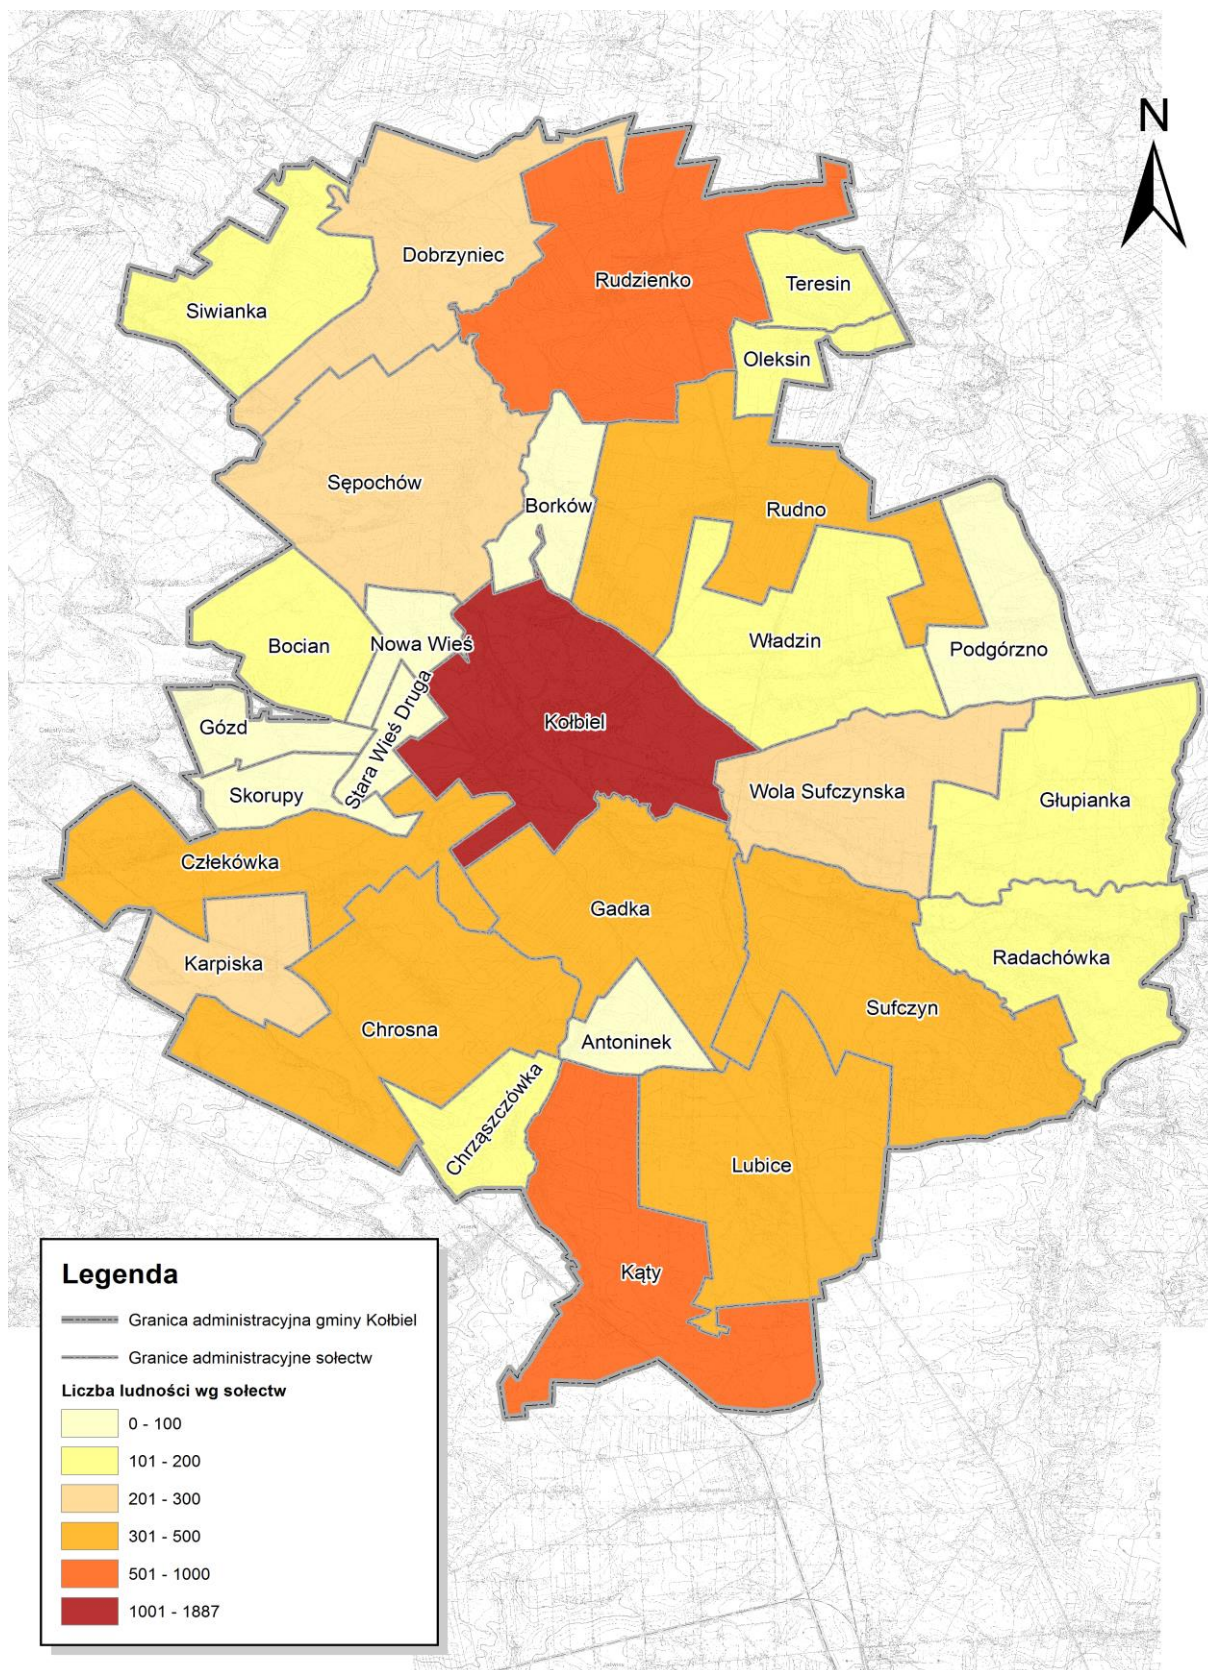 N
Dobrzyniec
Rudzienko
Teresin
Siwianka
Oleksin
Sępochów
Borków
Rudno
Nowa Wieś
Bocian
Władzin
Podgórzno
Gózd
Stara Wieś Druga
Kołbiel
Skorupy
Wola Sufczynska
Głupianka
Człekówka
Gadka
Karpiska
Radachówka
Chrosna
Sufczyn
Antoninek
Chrząszczówka
Lubice
Kąty
Legenda
Granica administracyjna gminy Kołbiel
Granice administracyjne sołectw
Liczba ludności wg sołectw
0 - 100
101 - 200
201 - 300
301 - 500
501 - 1000
1001 - 1887